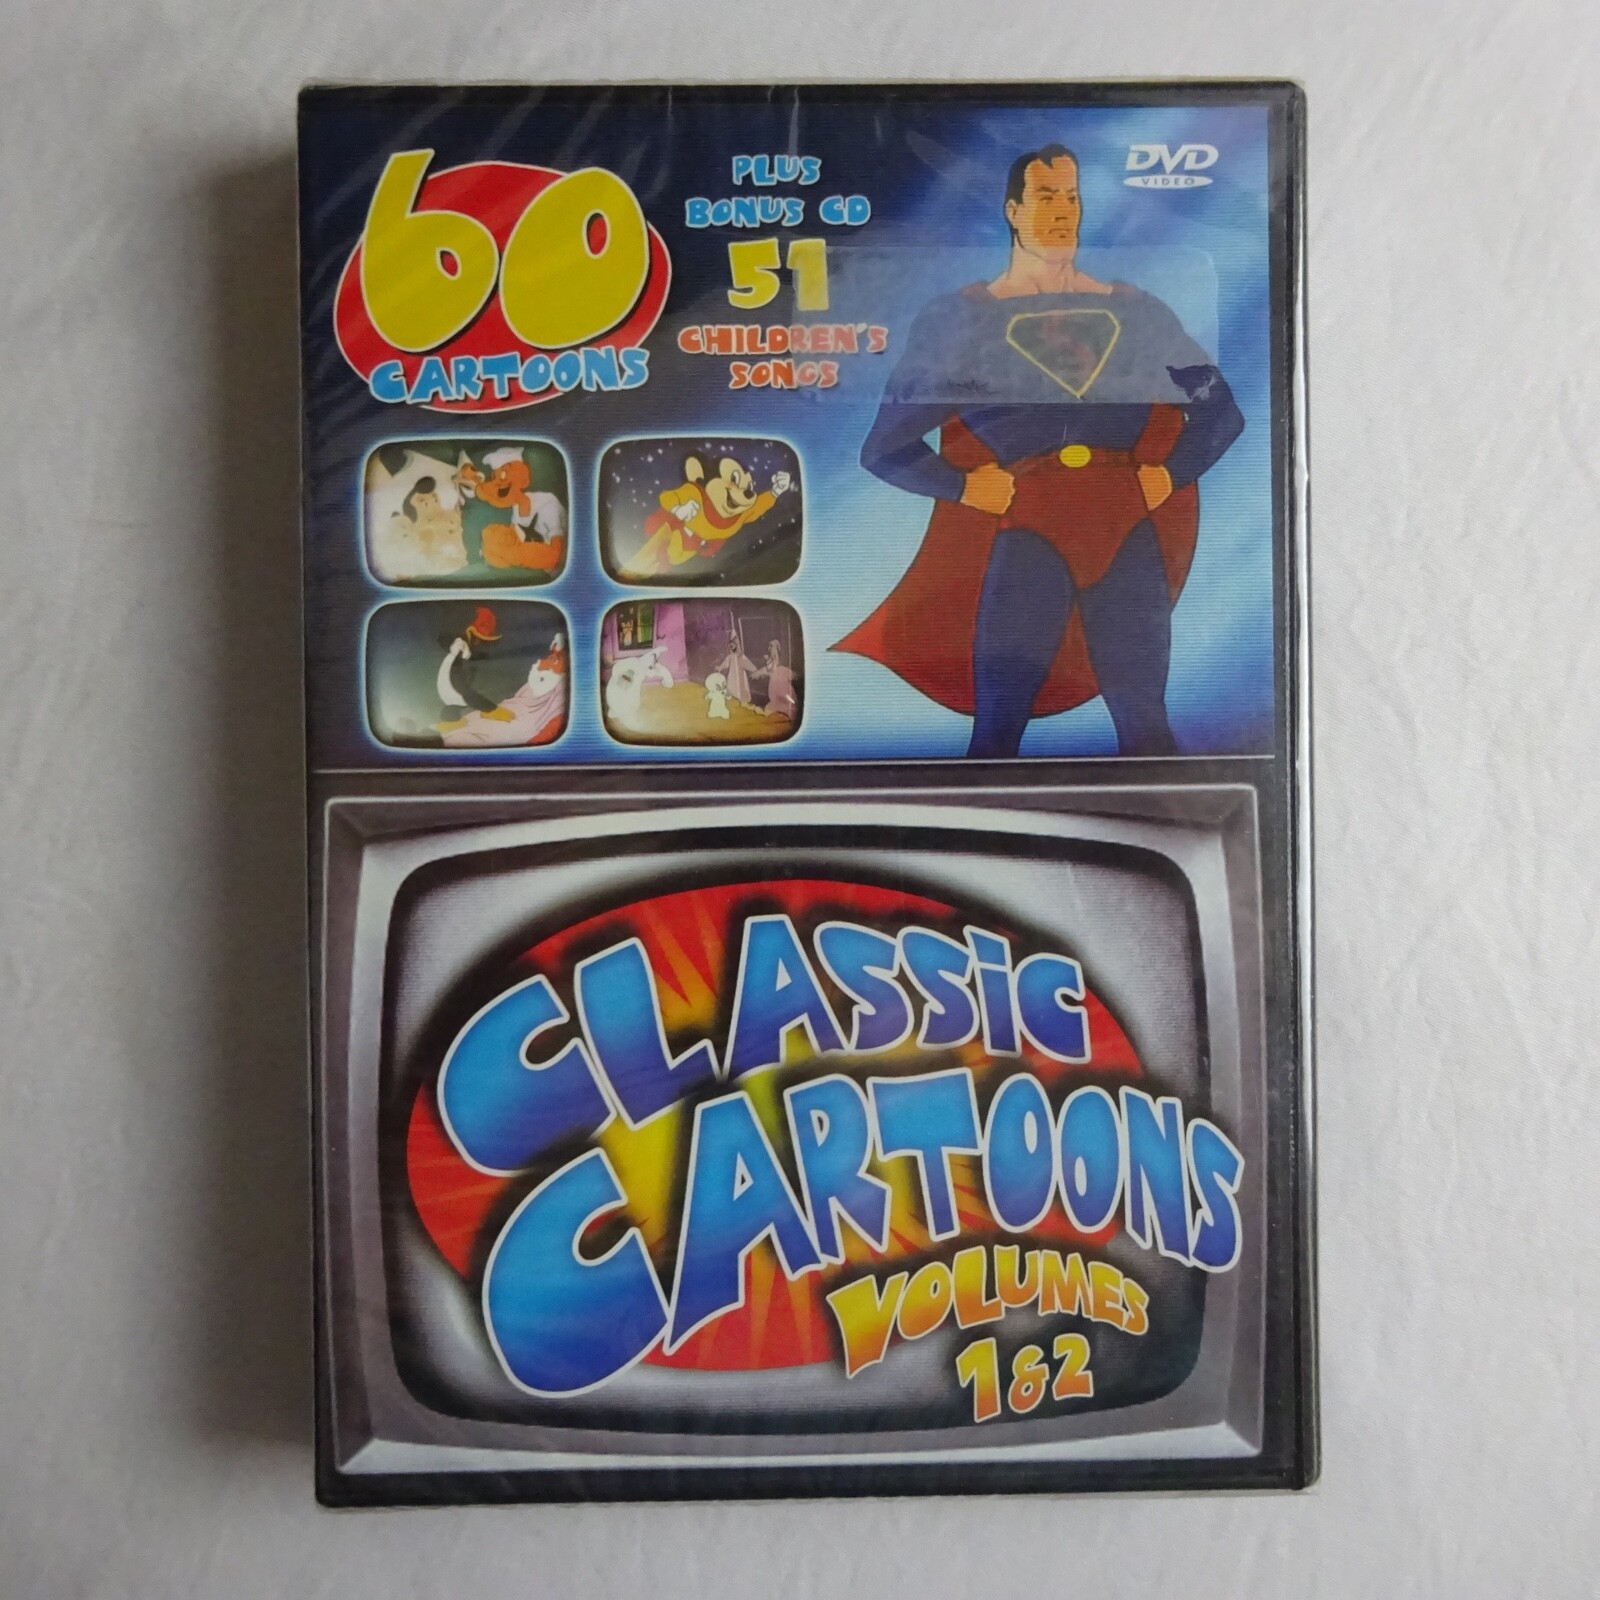 60
CARTOONS
PLUS
BONUS CD
51
CHILDREN'S
SONGS
DVD
VIDEO
S
CLASSiC
CARTOONS
VOLUMES
1&2